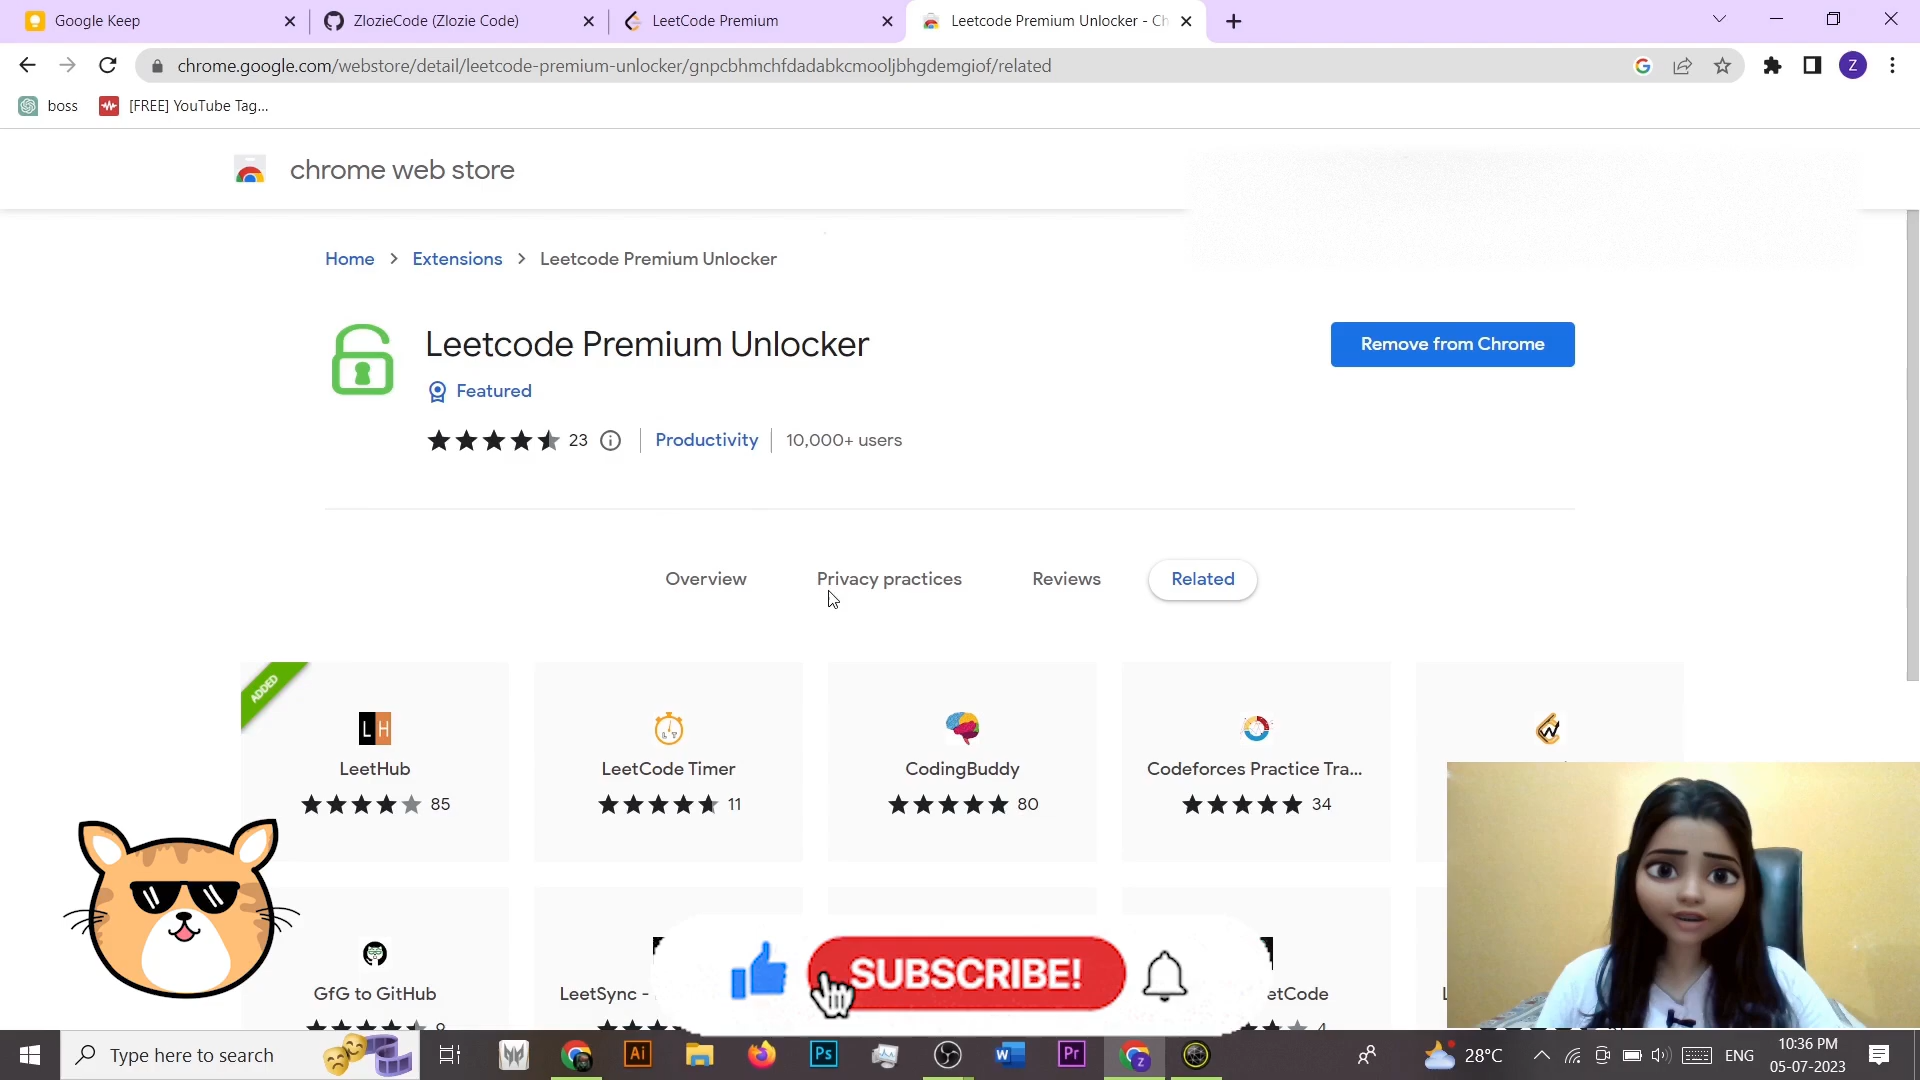 Google Keep
ZlozieCode (Zlozie Code)
LeetCode Premium
Leetcode Premium Unlocker - Ch
chrome.google.com/webstore/detail/leetcode-premium-unlocker/gnpcbhmchfdadabkcmooljbhgdemgiof/related
Z
boss
[FREE] YouTube Tag...
chrome web store
Home > Extensions > Leetcode Premium Unlocker
Leetcode Premium Unlocker
Remove from Chrome
Featured
23
Productivity
10,000+ users
Overview
Privacy practices
Reviews
Related
ADDED
LH
LeetHub
LeetCode Timer
CodingBuddy
Codeforces Practice Tra...
85
11
80
34
SUBSCRIBE!
GfG to GitHub
LeetSync -
etCode
Type here to search
Ai
Ps
W
Pr
Z
28°C
ENG
10:36 PM
05-07-2023